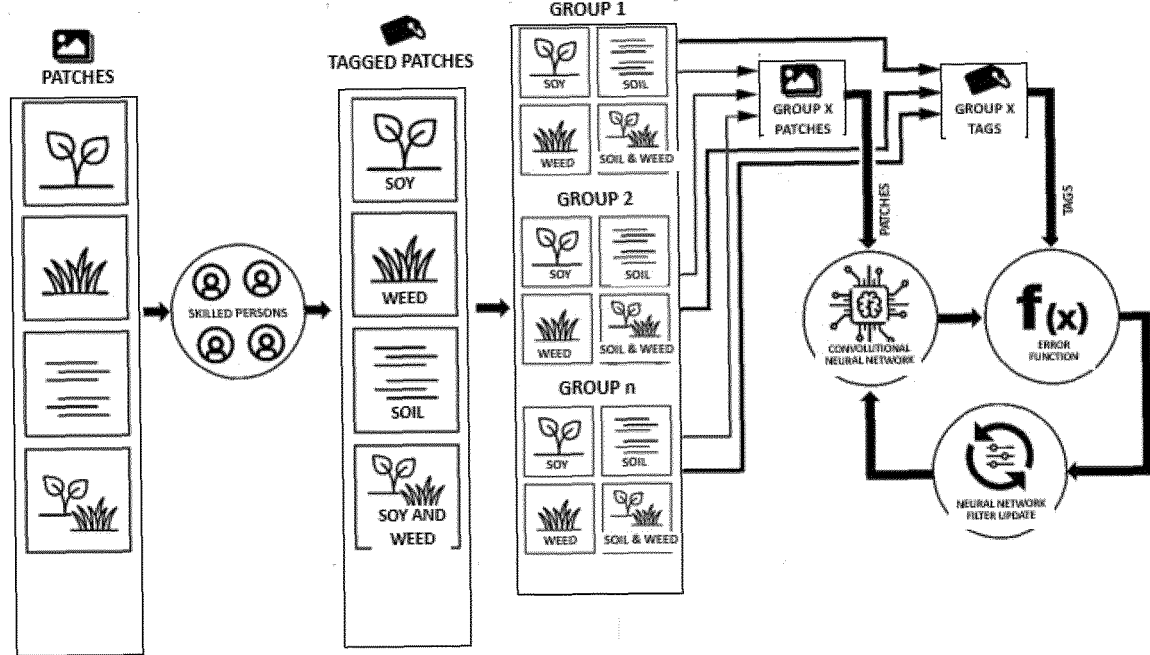 PATCHES
SKILLED PERSONS
TAGGED PATCHES
SOY
WEED
SOIL
SOY AND
WEED
GROUP 1
SOY
SOIL
WEED
SOIL & WEED
GROUP 2
SOY
SOIL
WEED
SOIL & WEED
GROUP n
SOY
SOIL
WEED
SOIL & WEED
GROUP X
PATCHES
GROUP X
TAGS
PATCHES
TAGS
CONVOLUTIONAL
NEURAL NETWORK
f(x)
ERROR
FUNCTION
NEURAL NETWORK
FILTER UPDATE